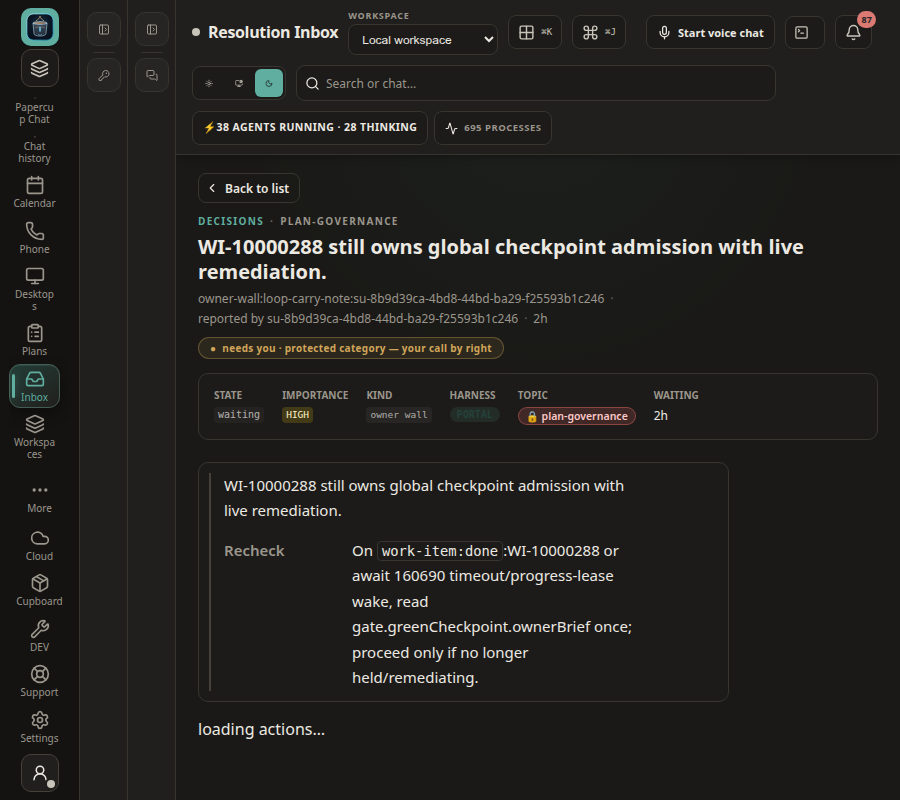 Papercu
p Chat
Chat
history
Calendar
Phone
Desktop
s
Plans
Inbox
Workspa
ces
More
Cloud
Cupboard
DEV
Support
Settings
Resolution Inbox
WORKSPACE
Local workspace
⌘K
⌘J
Start voice chat
87
Search or chat...
⚡38 AGENTS RUNNING · 28 THINKING
695 PROCESSES
Back to list
DECISIONS · PLAN-GOVERNANCE
WI-10000288 still owns global checkpoint admission with live
remediation.
owner-wall:loop-carry-note:su-8b9d39ca-4bd8-44bd-ba29-f25593b1c246 ·
reported by su-8b9d39ca-4bd8-44bd-ba29-f25593b1c246 · 2h
● needs you · protected category — your call by right
STATE IMPORTANCE KIND HARNESS TOPIC WAITING
waiting HIGH owner wall PORTAL 🔒 plan-governance 2h
WI-10000288 still owns global checkpoint admission with
live remediation.
Recheck On work-item:done:WI-10000288 or
await 160690 timeout/progress-lease
wake, read
gate.greenCheckpoint.ownerBrief once;
proceed only if no longer
held/remediating.
loading actions...